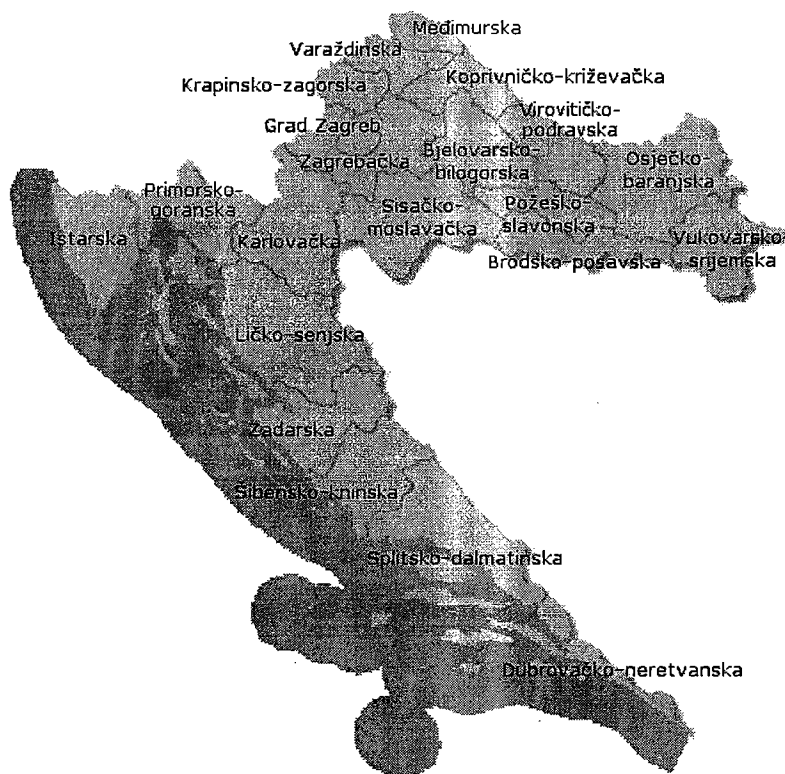 Međimurska
Varaždinska
Krapinsko-zagorska
Koprivničko-križevačka
Grad Zagreb
Virovitičko-
podravska
Zagrebačka
Bjelovarsko-
bilogorska
Osječko-
baranjska
Primorsko-
goranska
Sisačko-
moslavačka
Požeško-
slavonska
Istarska
Karlovačka
Vukovarsko-
srijemska
Brodsko-posavska
Ličko-senjska
Zadarska
Šibensko-kninska
Splitsko-dalmatinska
Dubrovačko-neretvanska